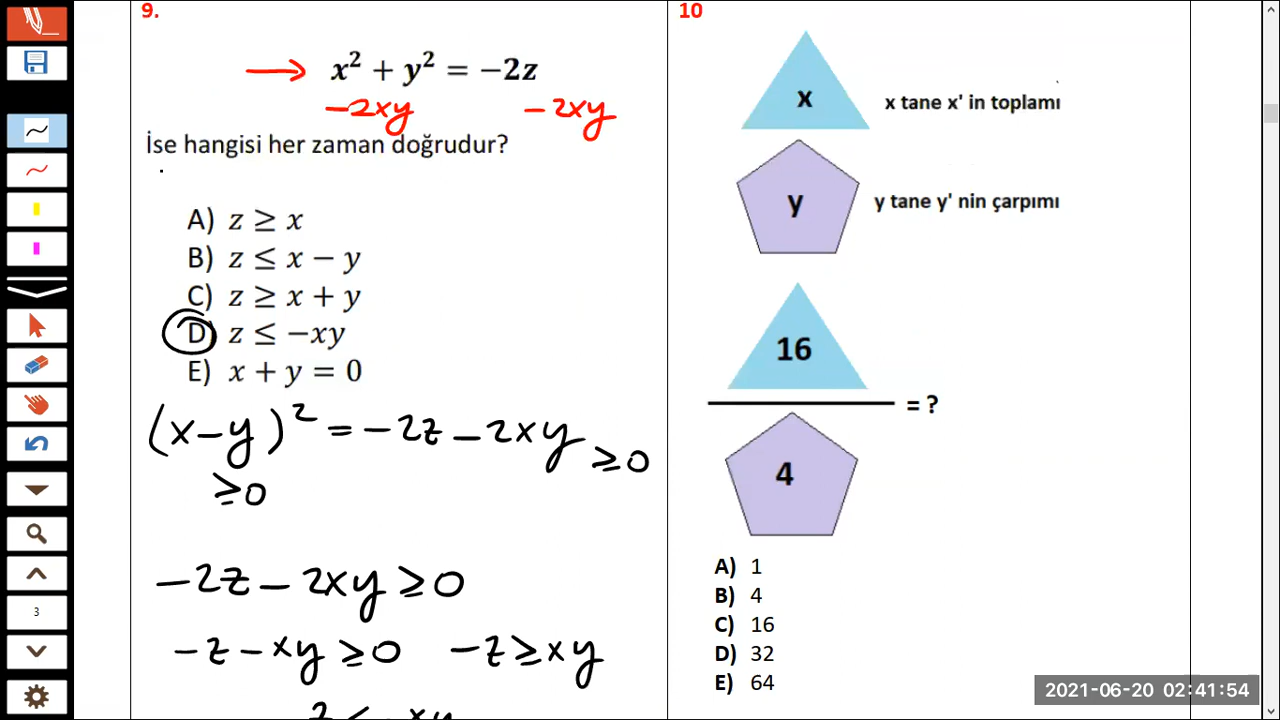 9.
→ x² + y² = −2z
−2xy −2xy
İse hangisi her zaman doğrudur?
A) z ≥ x
B) z ≤ x − y
C) z ≥ x + y
D) z ≤ −xy
E) x + y = 0
(x−y)² = −2z −2xy ≥0
≥0
−2z − 2xy ≥ 0
−z − xy ≥ 0 −z ≥ xy
z ≤ −xy
10
x
x tane x' in toplamı
y
y tane y' nin çarpımı
16
= ?
4
A) 1
B) 4
C) 16
D) 32
E) 64
3
2021-06-20 02:41:54